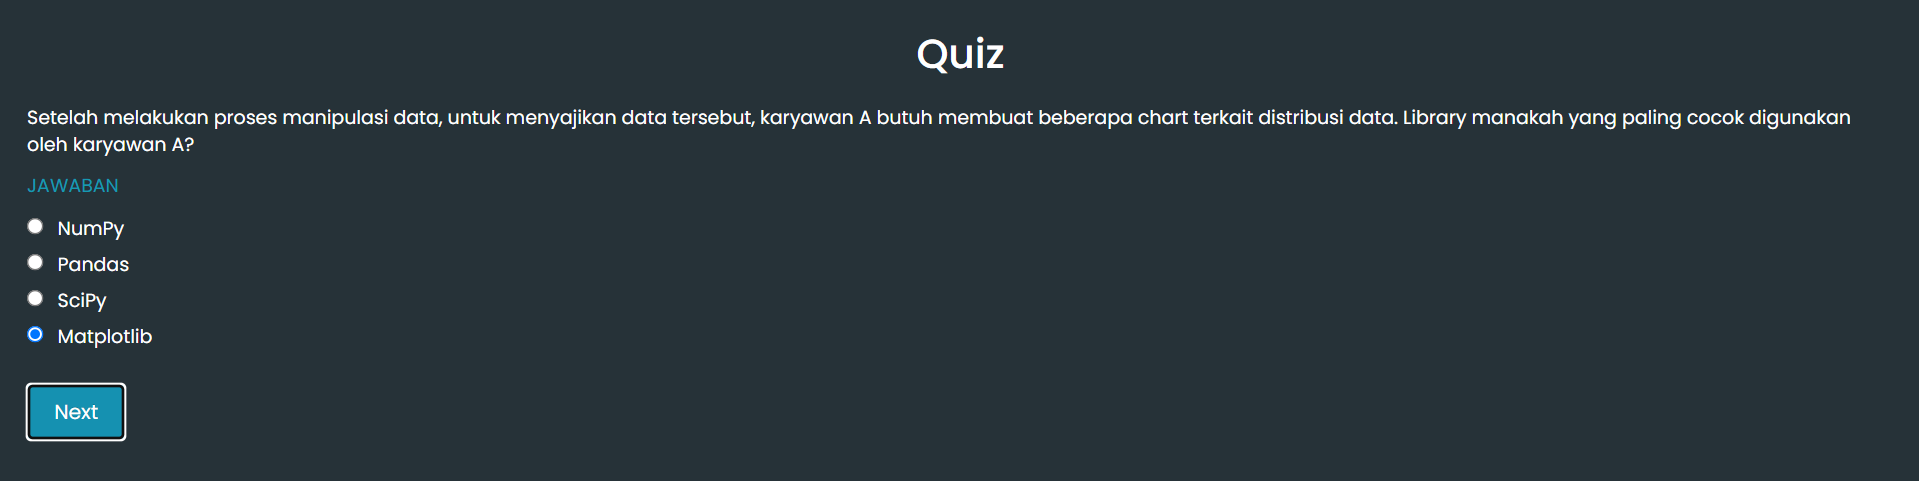 Quiz
Setelah melakukan proses manipulasi data, untuk menyajikan data tersebut, karyawan A butuh membuat beberapa chart terkait distribusi data. Library manakah yang paling cocok digunakan
oleh karyawan A?
JAWABAN
NumPy
Pandas
SciPy
Matplotlib
Next